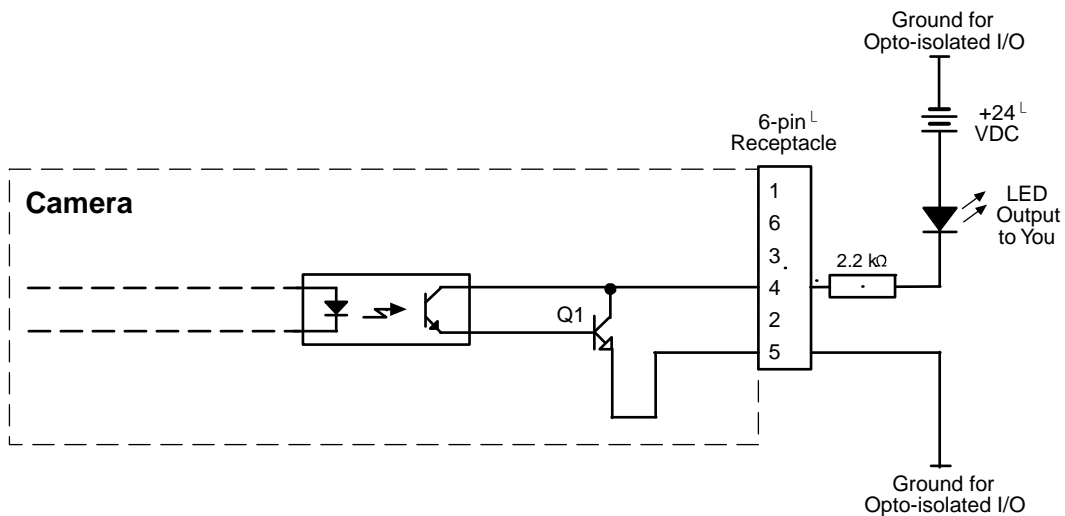 Ground for
Opto-isolated I/O
+24 └
VDC
6-pin └
Receptacle
Camera
1
6
3
4
2
5
LED
Output
to You
2.2 kΩ
Q1
Ground for
Opto-isolated I/O